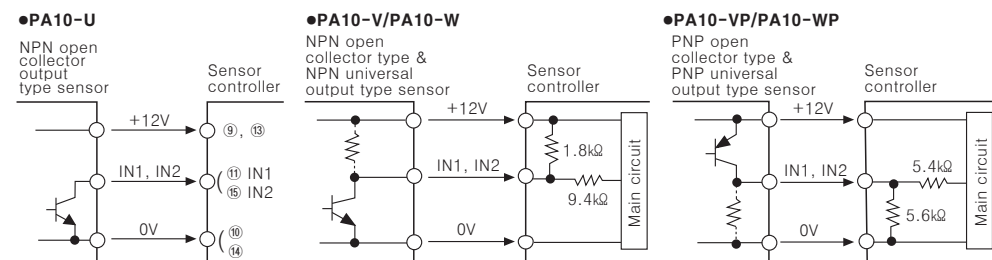 ●PA10-U
NPN open
collector
output
type sensor
Sensor
controller
+12V
⑨, ⑬
IN1, IN2
⑪ IN1
⑮ IN2
0V
⑩
⑭
●PA10-V/PA10-W
NPN open
collector type &
NPN universal
output type sensor
Sensor
controller
+12V
1.8kΩ
IN1, IN2
9.4kΩ
0V
Main circuit
●PA10-VP/PA10-WP
PNP open
collector type &
PNP universal
output type sensor
Sensor
controller
+12V
IN1, IN2
5.4kΩ
5.6kΩ
0V
Main circuit